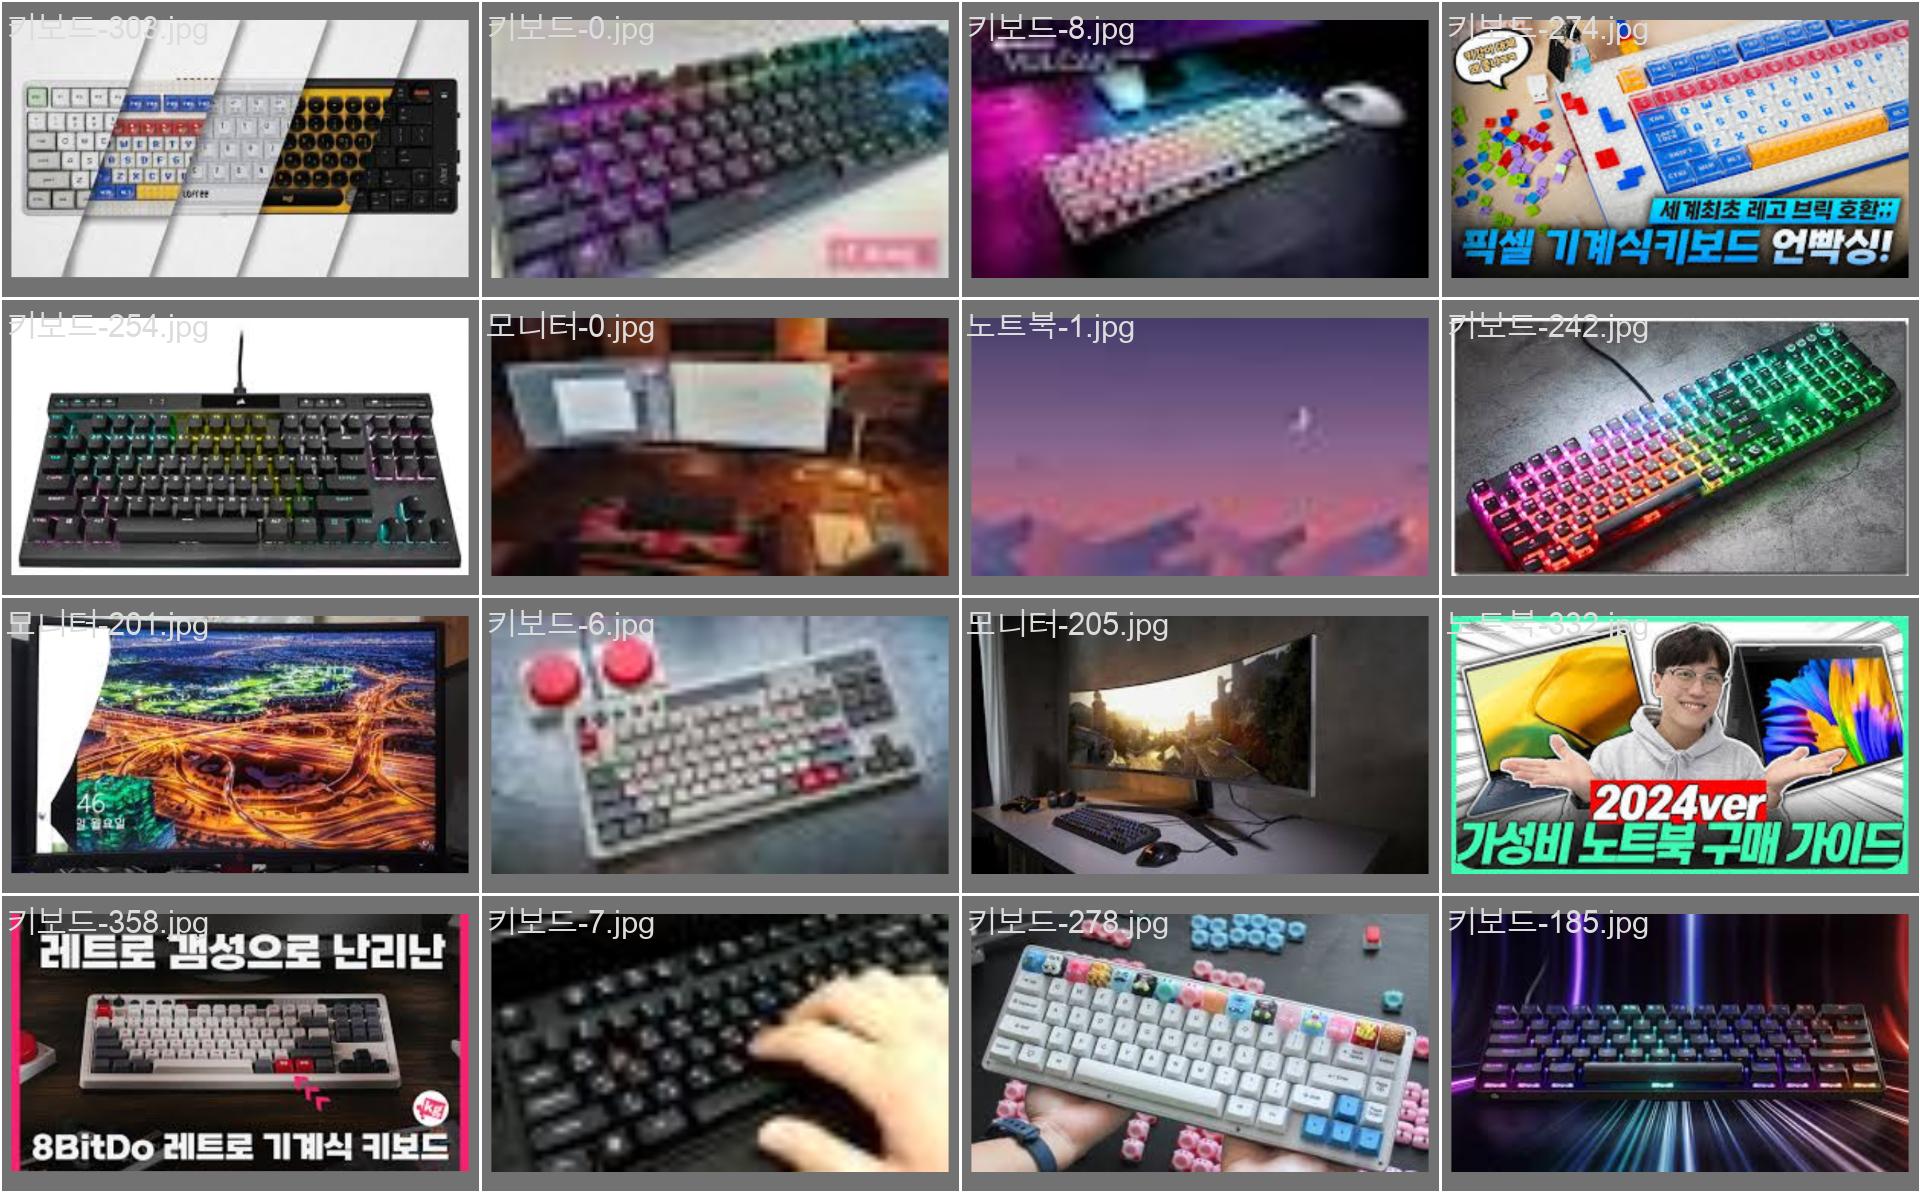 키보드-303.jpg
키보드-0.jpg
키보드-8.jpg
키보드-274.jpg
lofree
세계최초 레고 브릭 호환;;
픽셀 기계식키보드 언빡싱!
키보드-254.jpg
모니터-0.jpg
노트북-1.jpg
키보드-242.jpg
모니터-201.jpg
키보드-6.jpg
모니터-205.jpg
노트북-332.jpg
46
일 월요일
2024ver
가성비 노트북 구매 가이드
키보드-358.jpg
키보드-7.jpg
키보드-278.jpg
키보드-185.jpg
레트로 갬성으로 난리난
kg
8BitDo 레트로 기계식 키보드